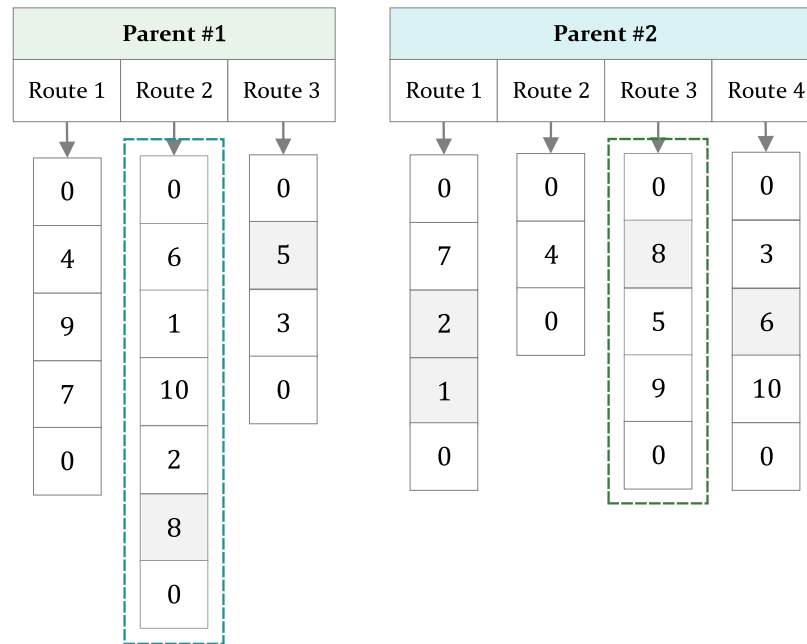 Parent #1
Parent #2
Route 1 Route 2 Route 3
Route 1 Route 2 Route 3 Route 4
0 0 0 0 0 0 0
4 6 5 7 4 8 3
9 1 3 2 0 5 6
7 10 0 1 9 10
0 2 0 0 0
8
0